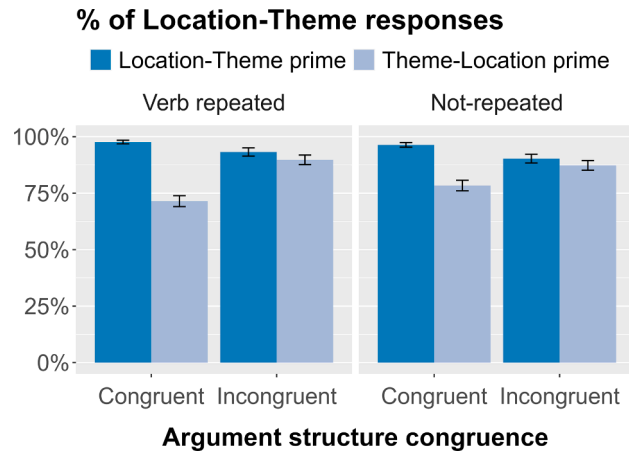 % of Location-Theme responses
Location-Theme prime Theme-Location prime
Verb repeated Not-repeated
100%
75%
50%
25%
0%
Congruent Incongruent Congruent Incongruent
Argument structure congruence